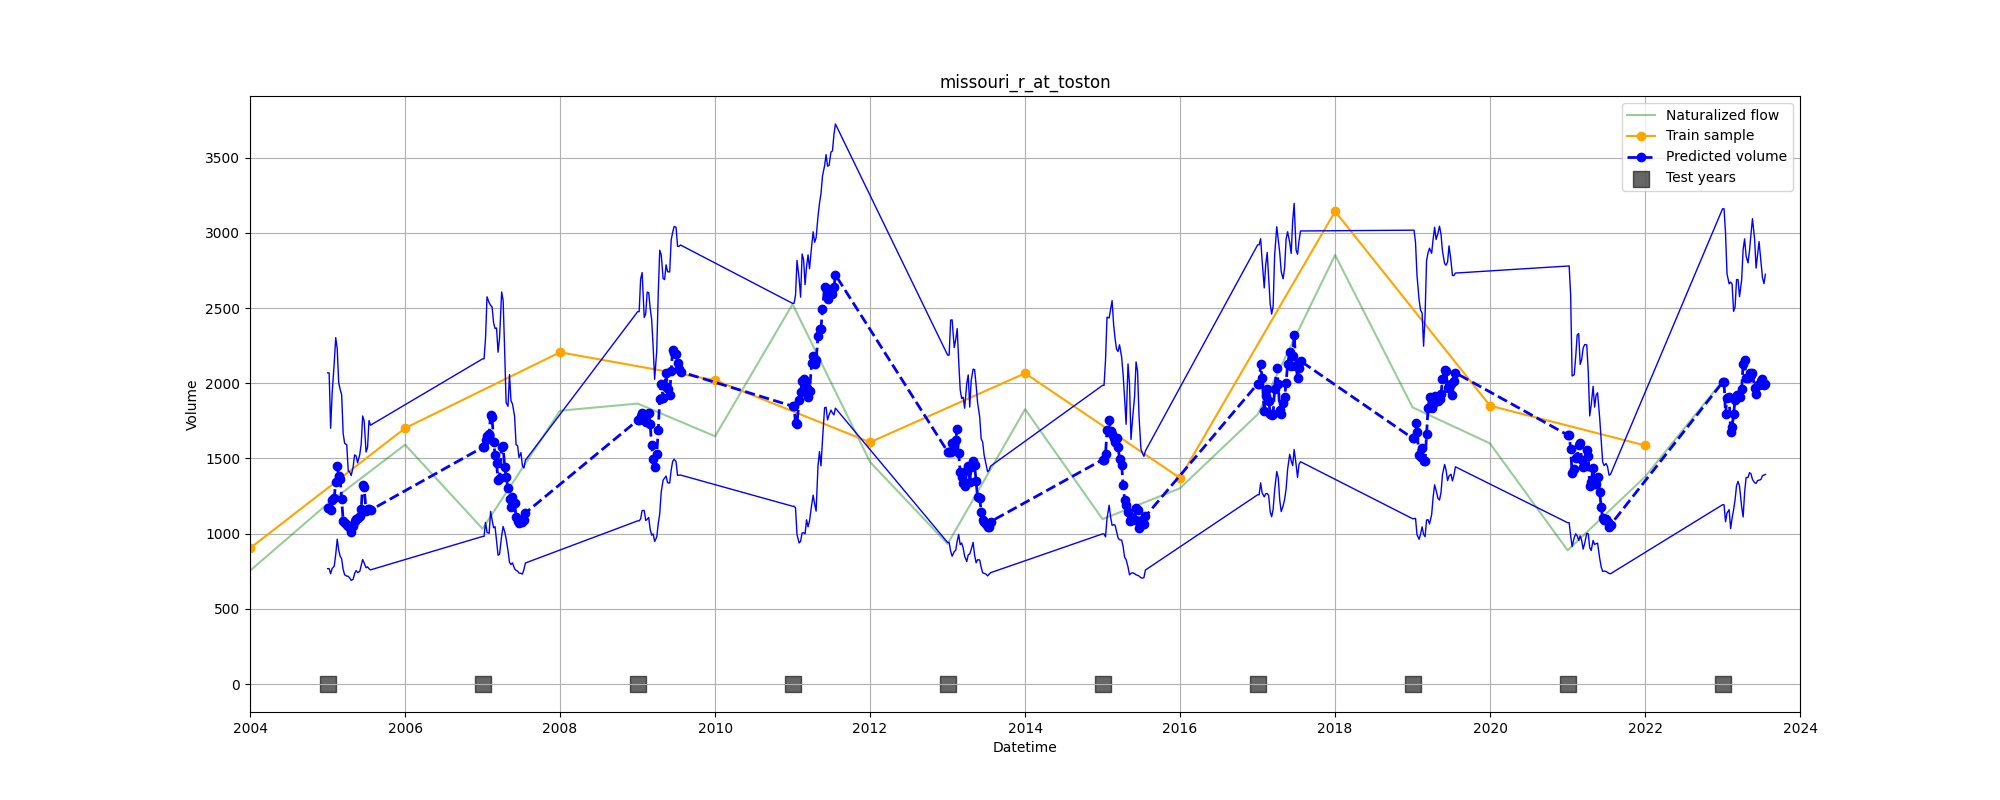 missouri_r_at_toston
Naturalized flow
Train sample
Predicted volume
Test years
Volume
3500
3000
2500
2000
1500
1000
500
0
2004 2006 2008 2010 2012 2014 2016 2018 2020 2022 2024
Datetime